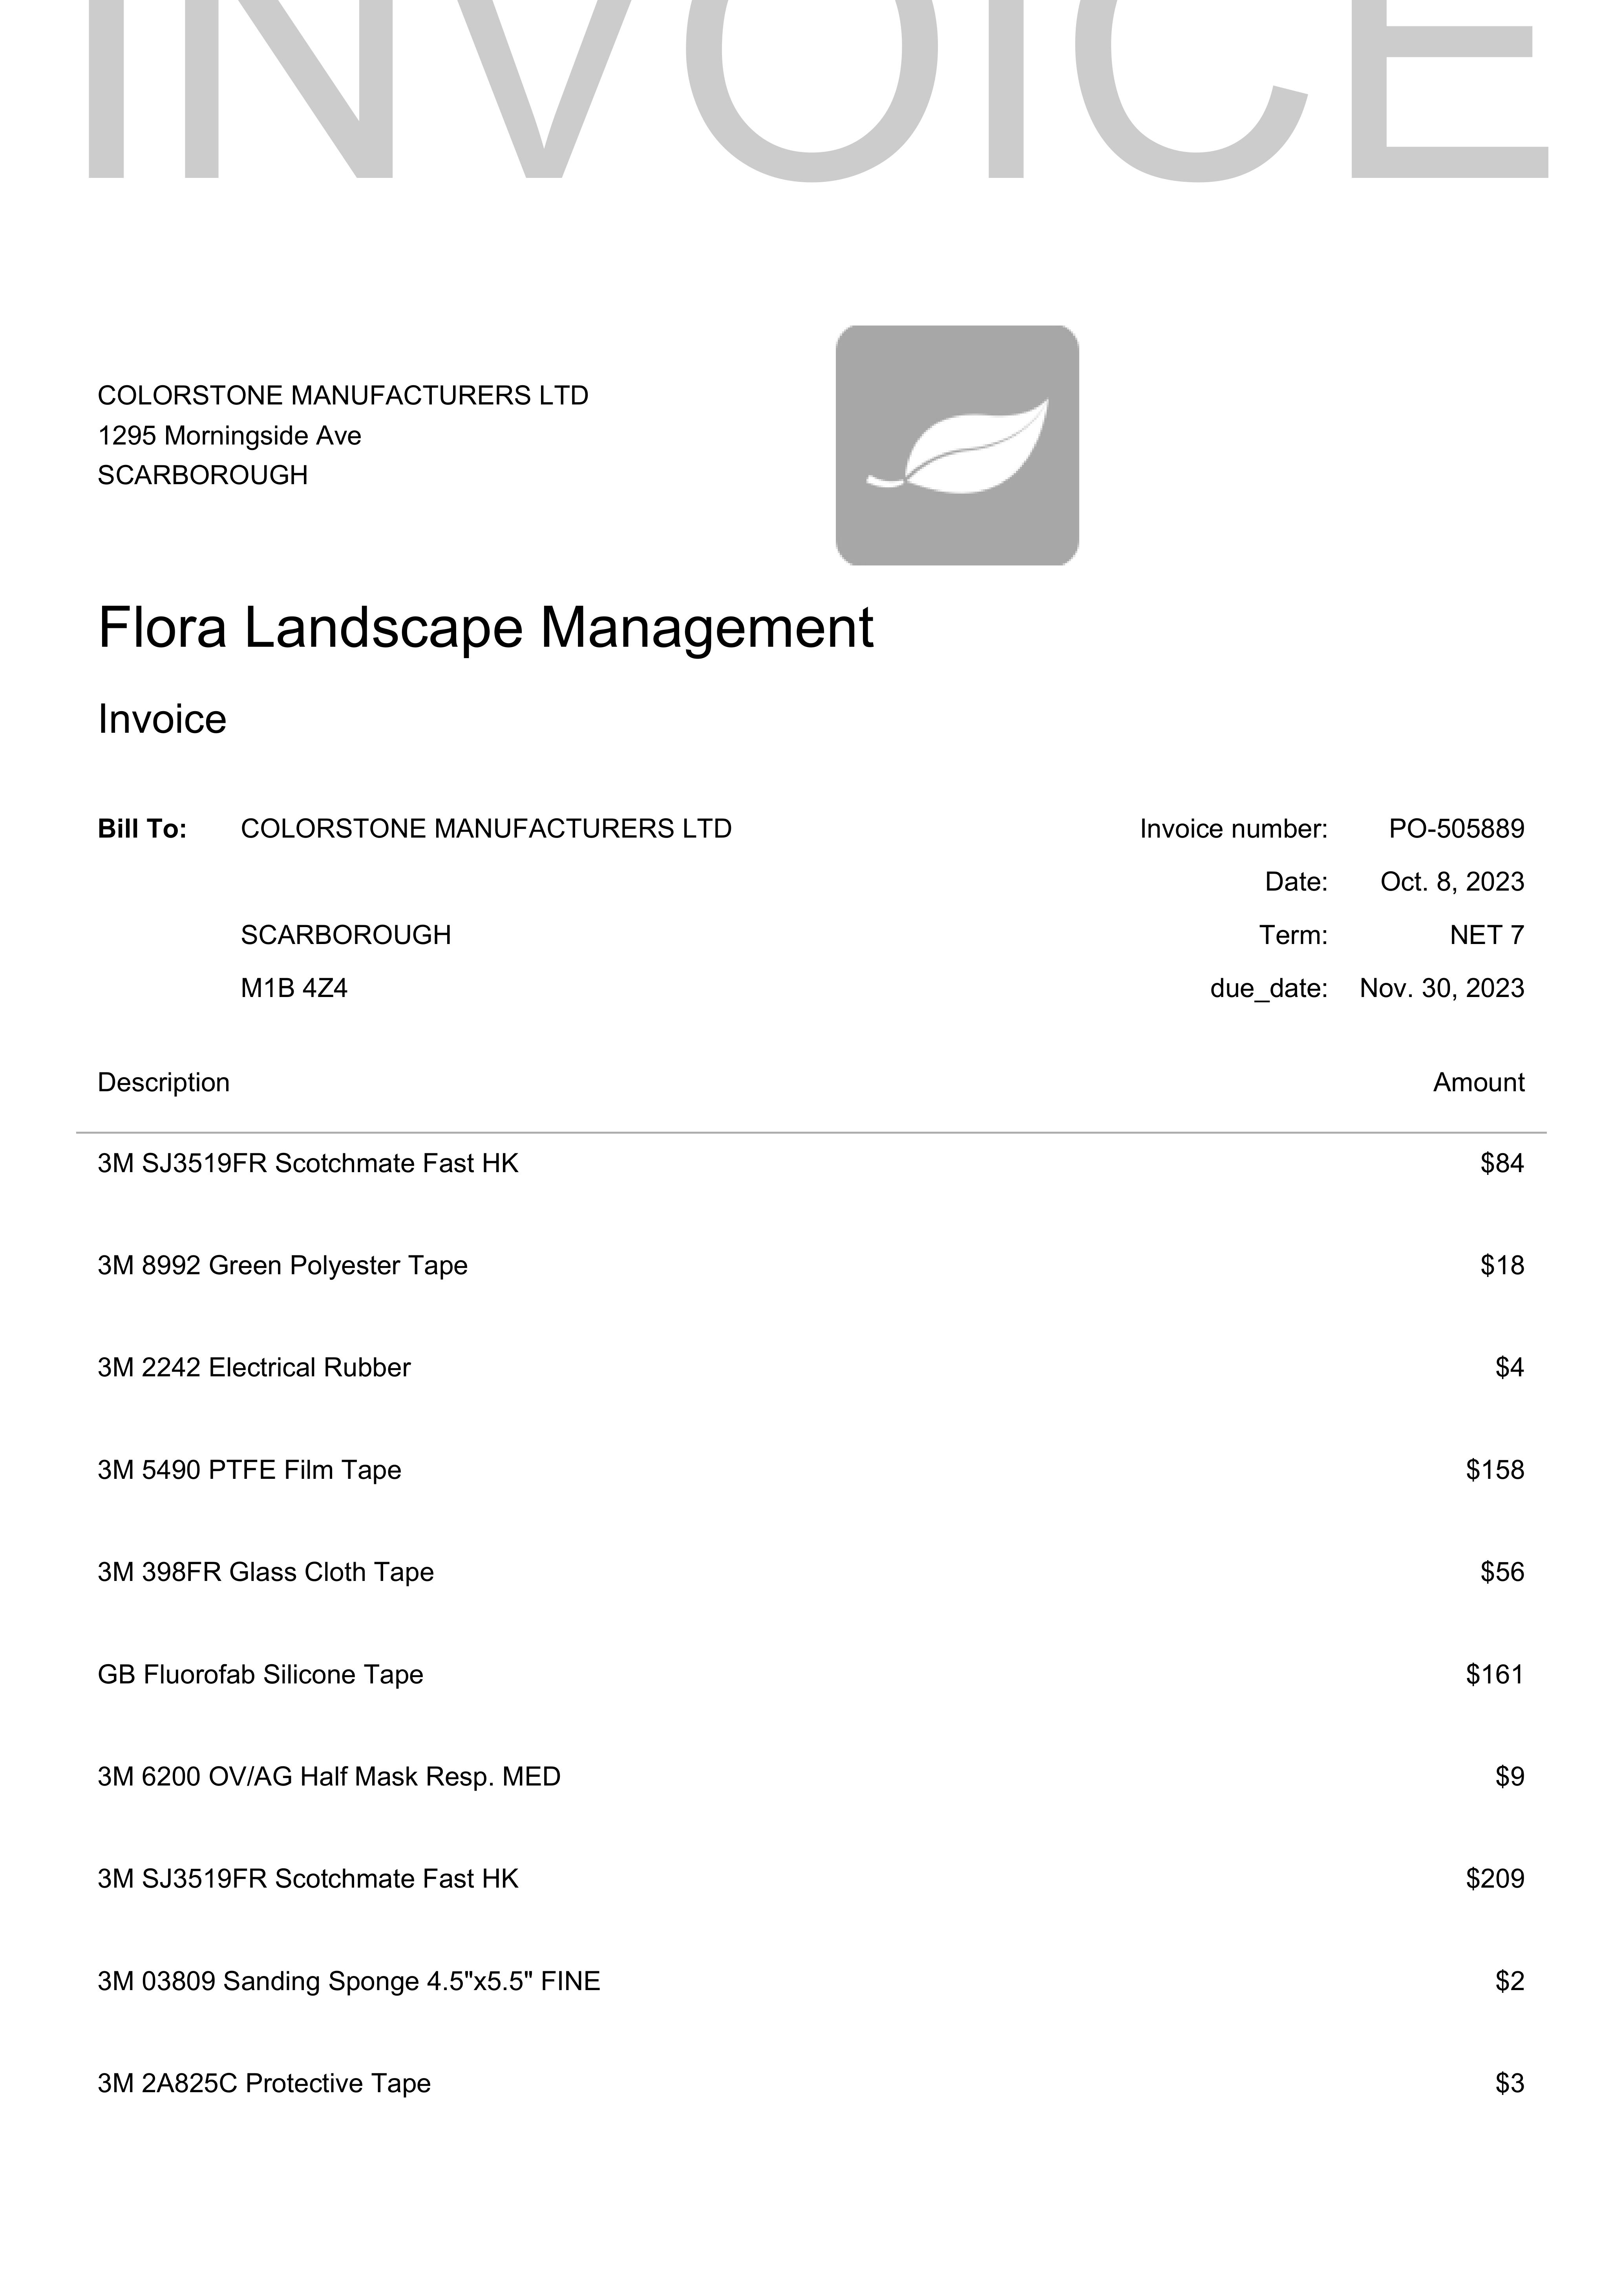 INVOICE
COLORSTONE MANUFACTURERS LTD
1295 Morningside Ave
SCARBOROUGH
Flora Landscape Management
Invoice
Bill To: COLORSTONE MANUFACTURERS LTD Invoice number: PO-505889
Date: Oct. 8, 2023
SCARBOROUGH Term: NET 7
M1B 4Z4 due_date: Nov. 30, 2023
Description Amount
3M SJ3519FR Scotchmate Fast HK $84
3M 8992 Green Polyester Tape $18
3M 2242 Electrical Rubber $4
3M 5490 PTFE Film Tape $158
3M 398FR Glass Cloth Tape $56
GB Fluorofab Silicone Tape $161
3M 6200 OV/AG Half Mask Resp. MED $9
3M SJ3519FR Scotchmate Fast HK $209
3M 03809 Sanding Sponge 4.5"x5.5" FINE $2
3M 2A825C Protective Tape $3